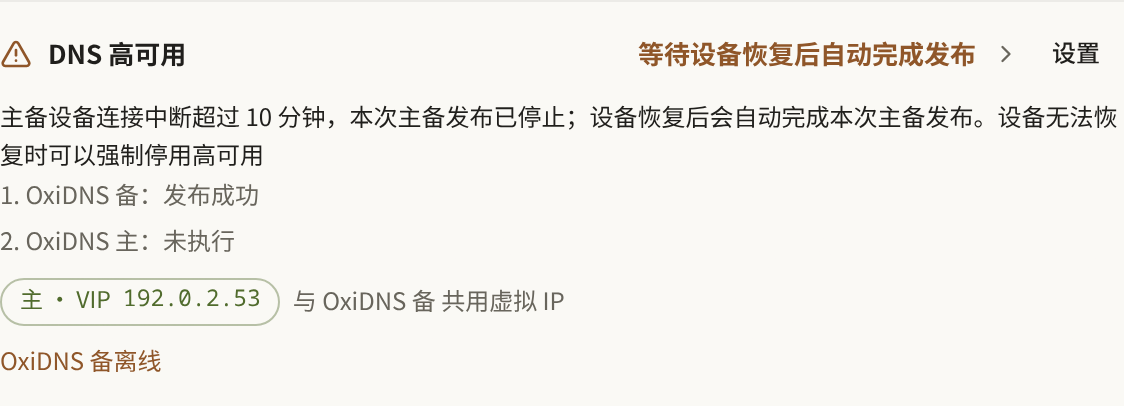 DNS 高可用
等待设备恢复后自动完成发布
设置
主备设备连接中断超过 10 分钟，本次主备发布已停止；设备恢复后会自动完成本次主备发布。设备无法恢
复时可以强制停用高可用
1. OxiDNS 备：发布成功
2. OxiDNS 主：未执行
主 · VIP 192.0.2.53 与 OxiDNS 备 共用虚拟 IP
OxiDNS 备离线